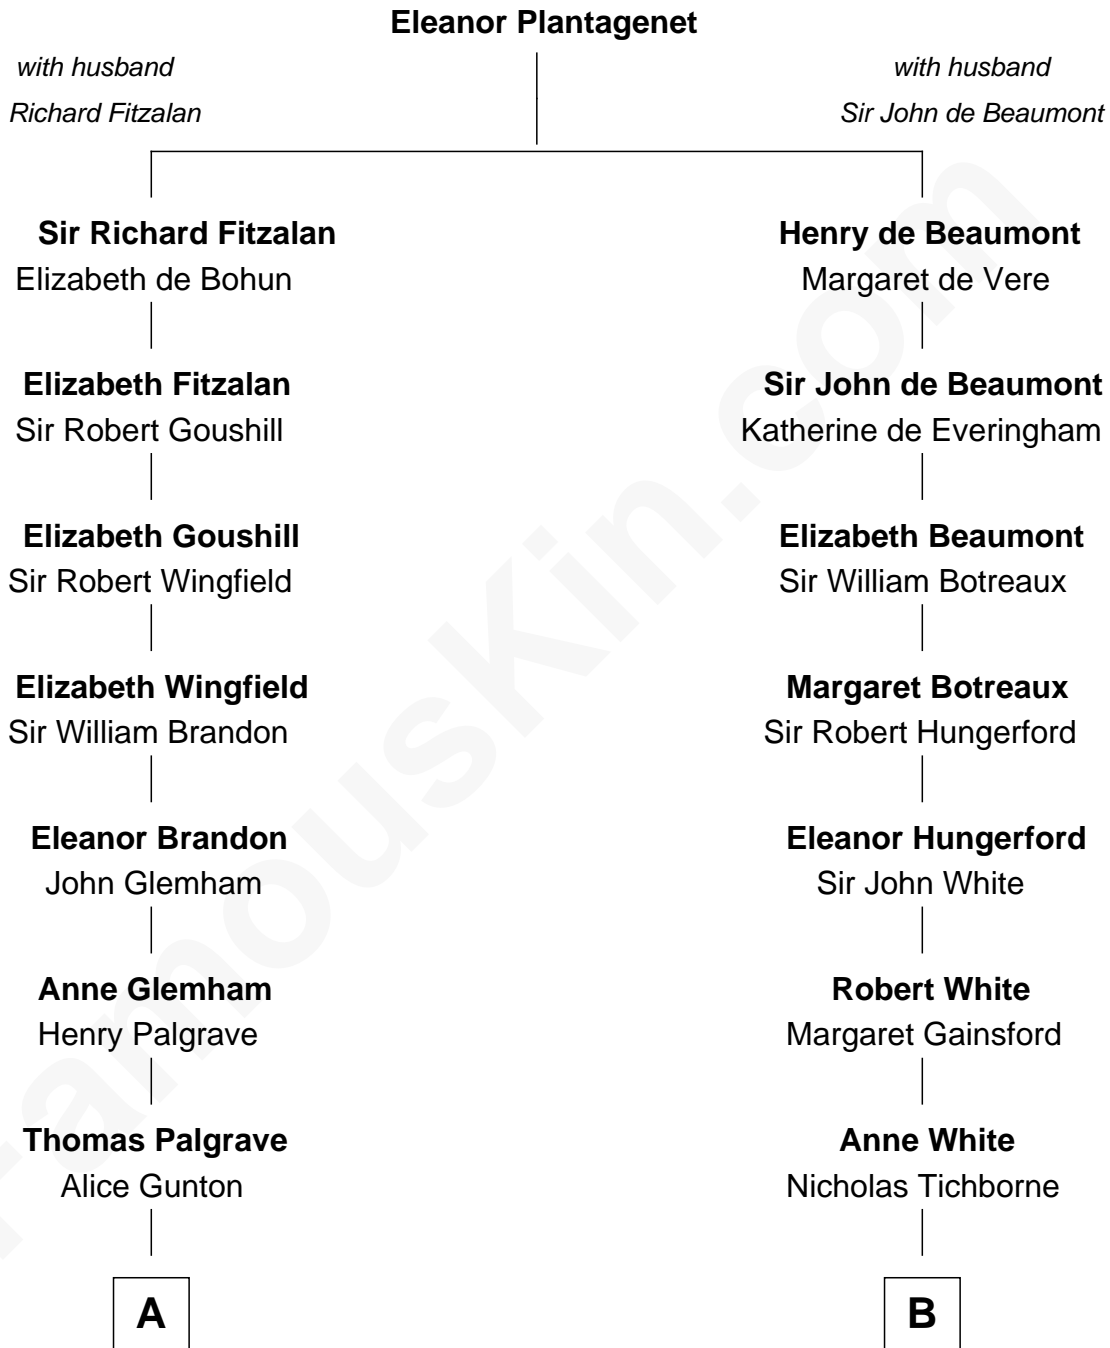 Eleanor Plantagenet
with husband
Richard Fitzalan
with husband
Sir John de Beaumont
Sir Richard Fitzalan
Elizabeth de Bohun
Henry de Beaumont
Margaret de Vere
Elizabeth Fitzalan
Sir Robert Goushill
Sir John de Beaumont
Katherine de Everingham
Elizabeth Goushill
Sir Robert Wingfield
Elizabeth Beaumont
Sir William Botreaux
Elizabeth Wingfield
Sir William Brandon
Margaret Botreaux
Sir Robert Hungerford
Eleanor Brandon
John Glemham
Eleanor Hungerford
Sir John White
Anne Glemham
Henry Palgrave
Robert White
Margaret Gainsford
Thomas Palgrave
Alice Gunton
Anne White
Nicholas Tichborne
A
B
FamousKin.com